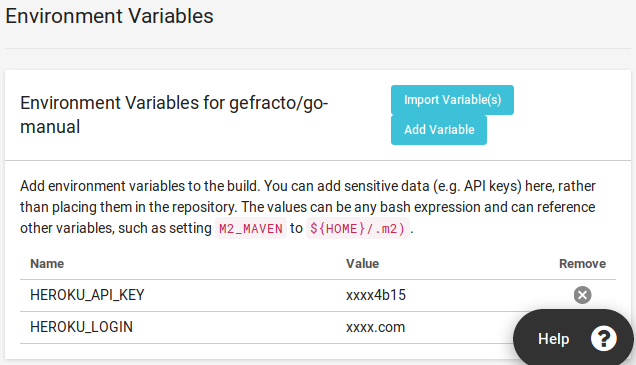 Environment Variables
Environment Variables for gefracto/go-
manual
Import Variable(s)
Add Variable
Add environment variables to the build. You can add sensitive data (e.g. API keys) here, rather
than placing them in the repository. The values can be any bash expression and can reference
other variables, such as setting M2_MAVEN to ${HOME}/.m2).
Name Value Remove
HEROKU_API_KEY xxxx4b15
HEROKU_LOGIN xxxx.com
Help ?